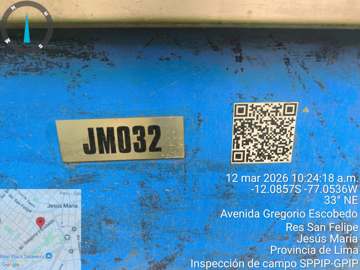 JM032
12 mar 2026 10:24:18 a.m.
-12.0857S -77.0536W
33° NE
Avenida Gregorio Escobedo
Res San Felipe
Jesús María
Provincia de Lima
Inspección de campo SPPIP-GPIP
Jesús María